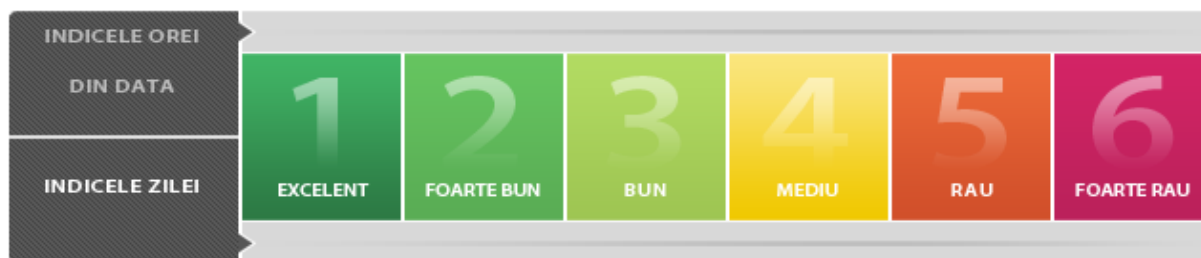 INDICELE OREI
DIN DATA
INDICELE ZILEI
1
EXCELENT
2
FOARTE BUN
3
BUN
4
MEDIU
5
RAU
6
FOARTE RAU